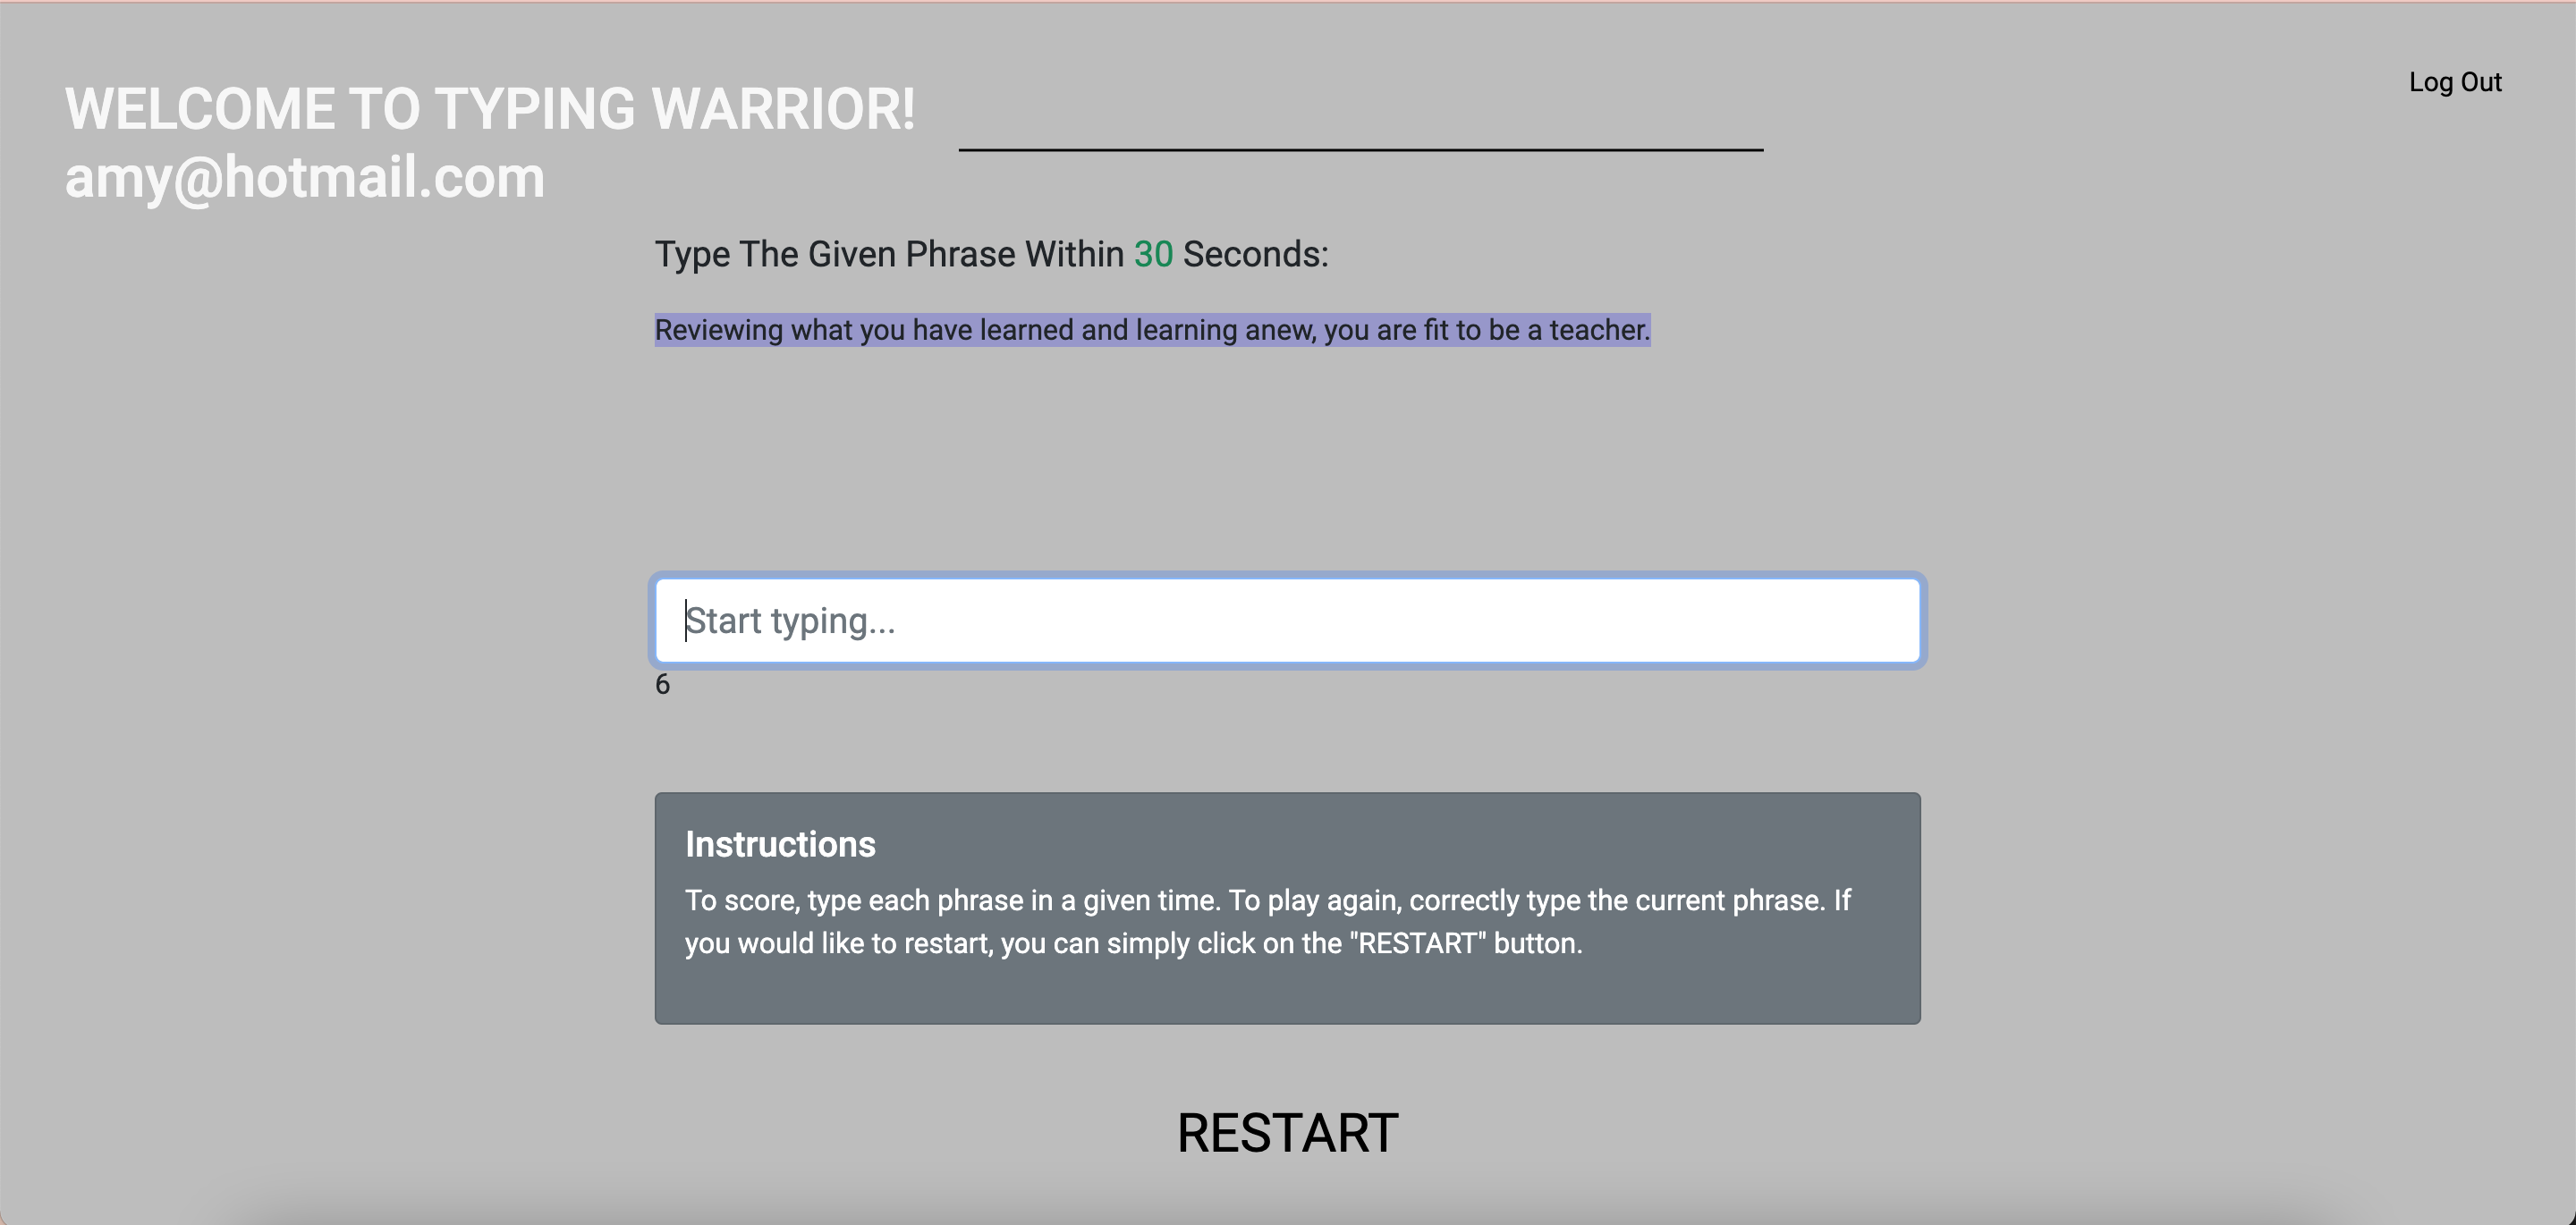 WELCOME TO TYPING WARRIOR!
amy@hotmail.com
Log Out
Type The Given Phrase Within 30 Seconds:
Reviewing what you have learned and learning anew, you are fit to be a teacher.
Start typing...
6
Instructions
To score, type each phrase in a given time. To play again, correctly type the current phrase. If
you would like to restart, you can simply click on the "RESTART" button.
RESTART